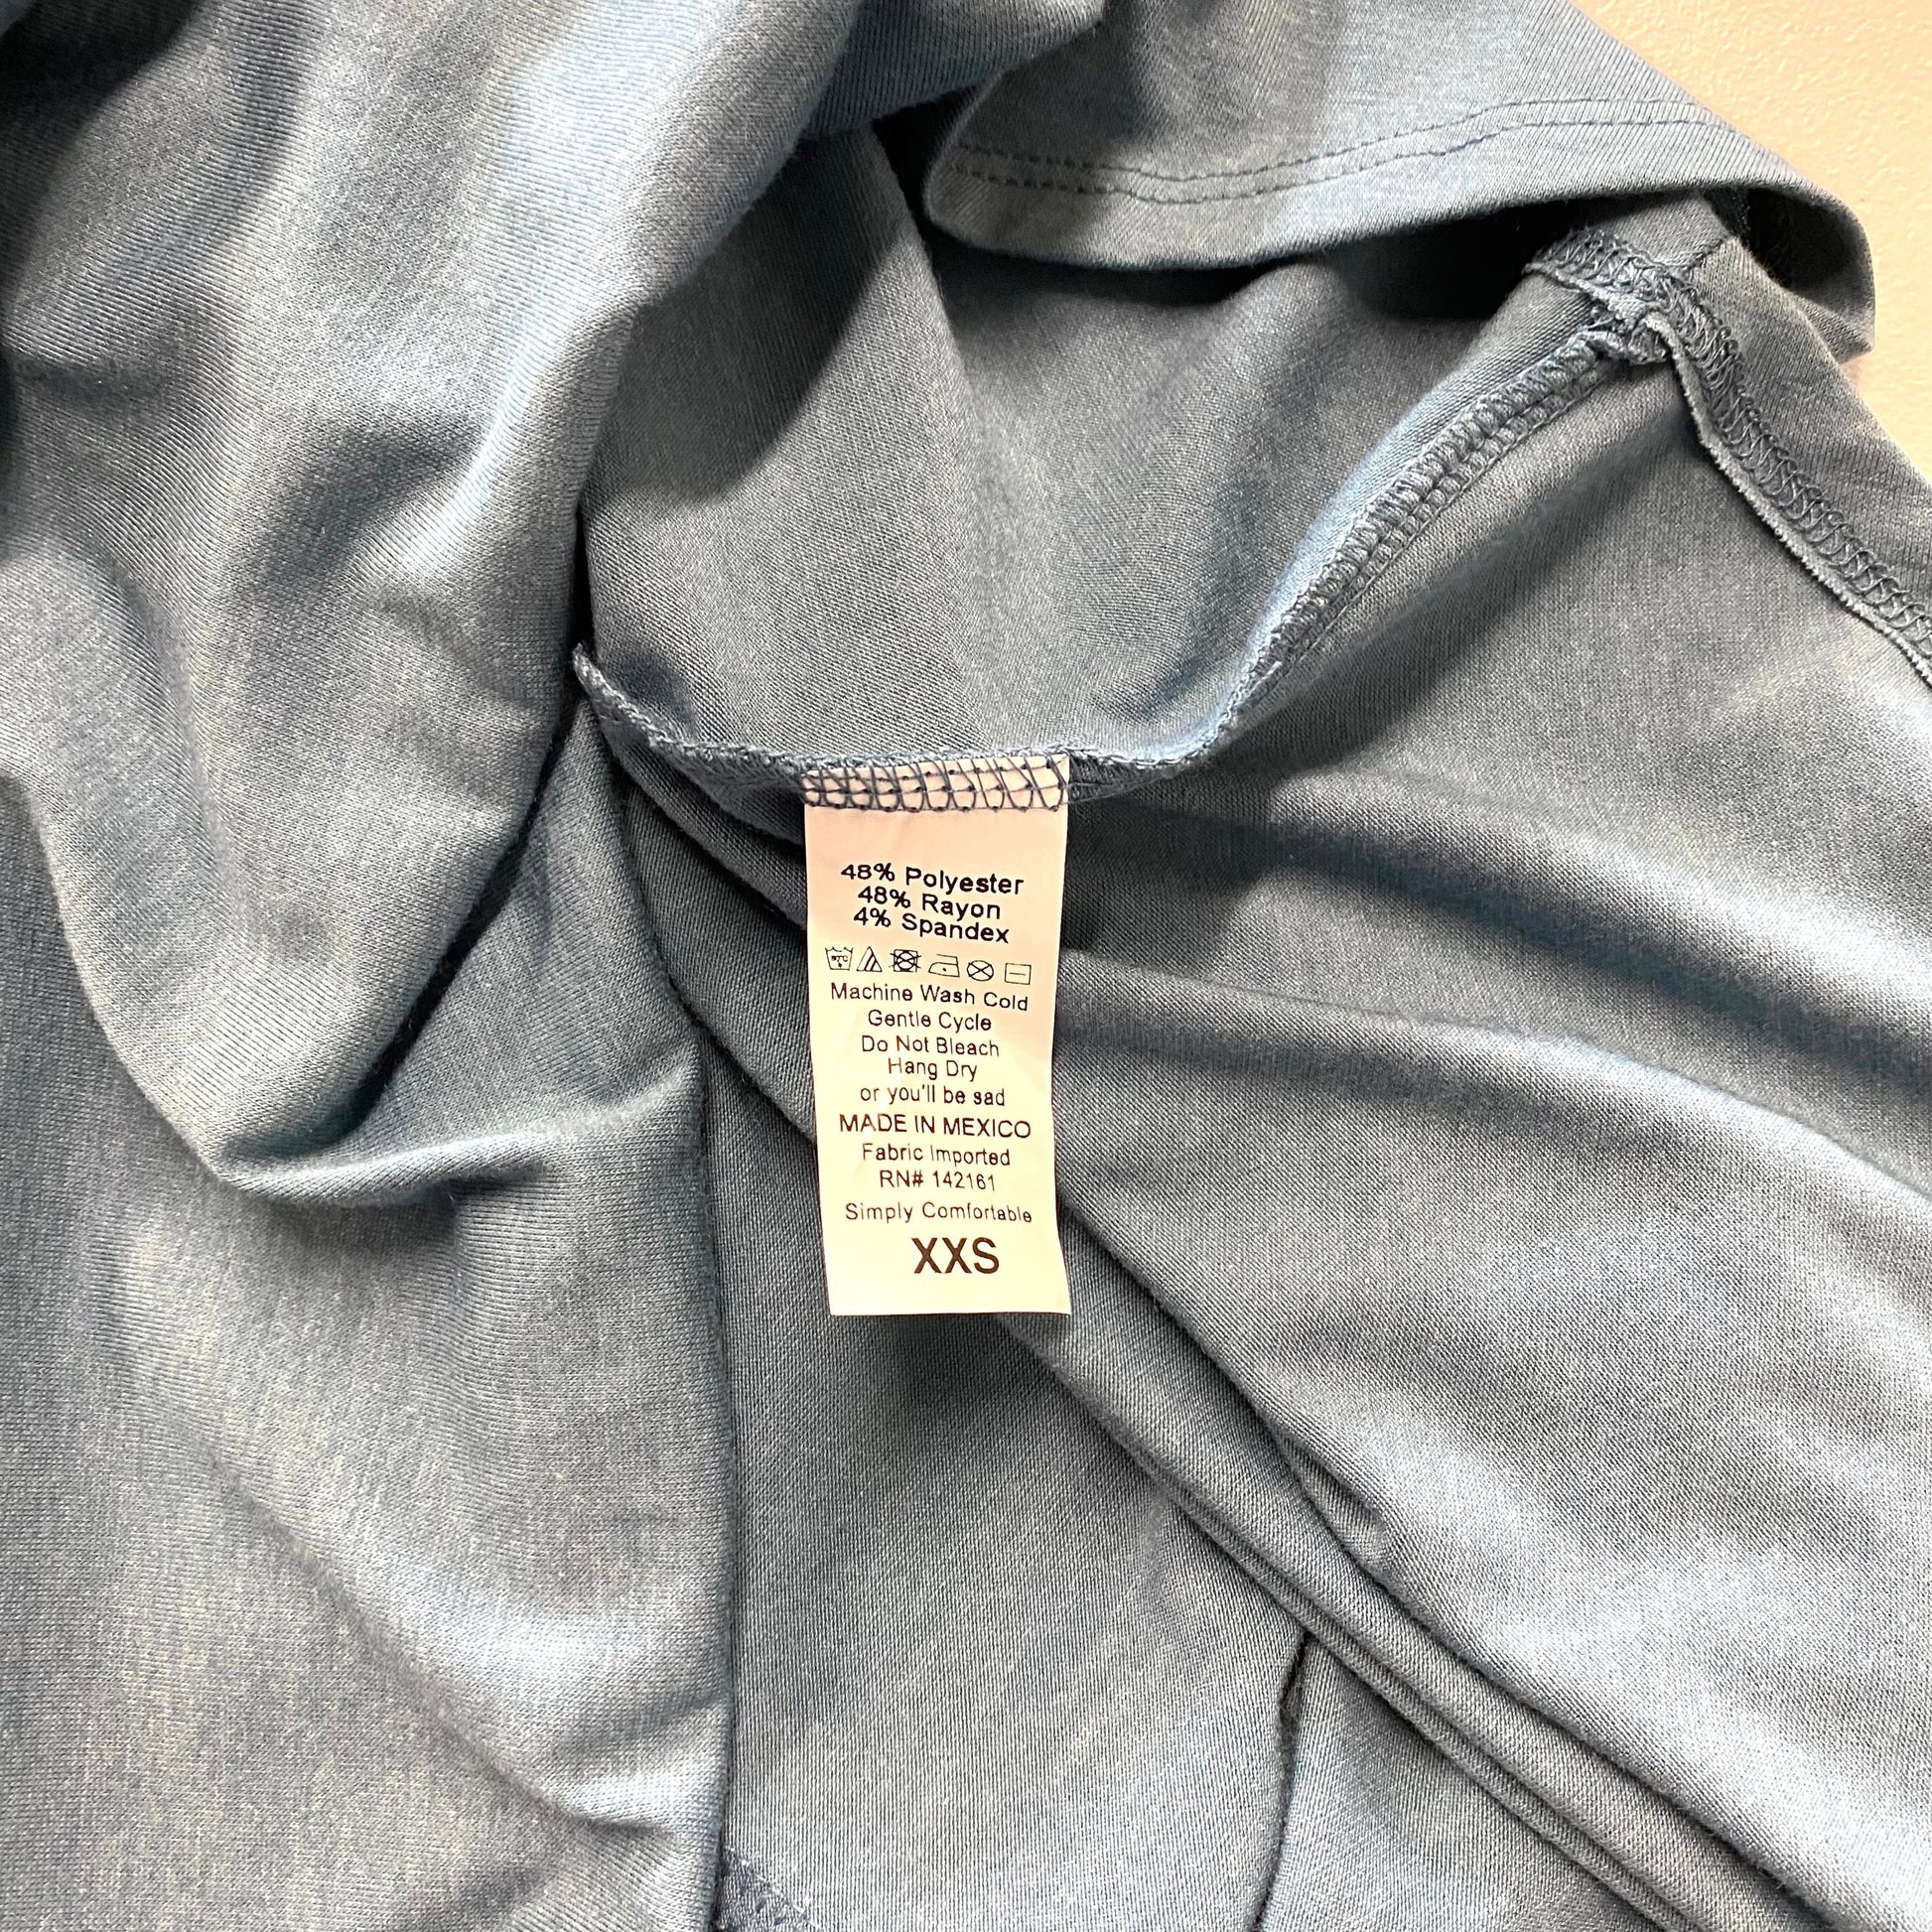 48% Polyester
48% Rayon
4% Spandex
Machine Wash Cold
Gentle Cycle
Do Not Bleach
Hang Dry
or you'll be sad
MADE IN MEXICO
Fabric Imported
RN# 142161
Simply Comfortable
XXS